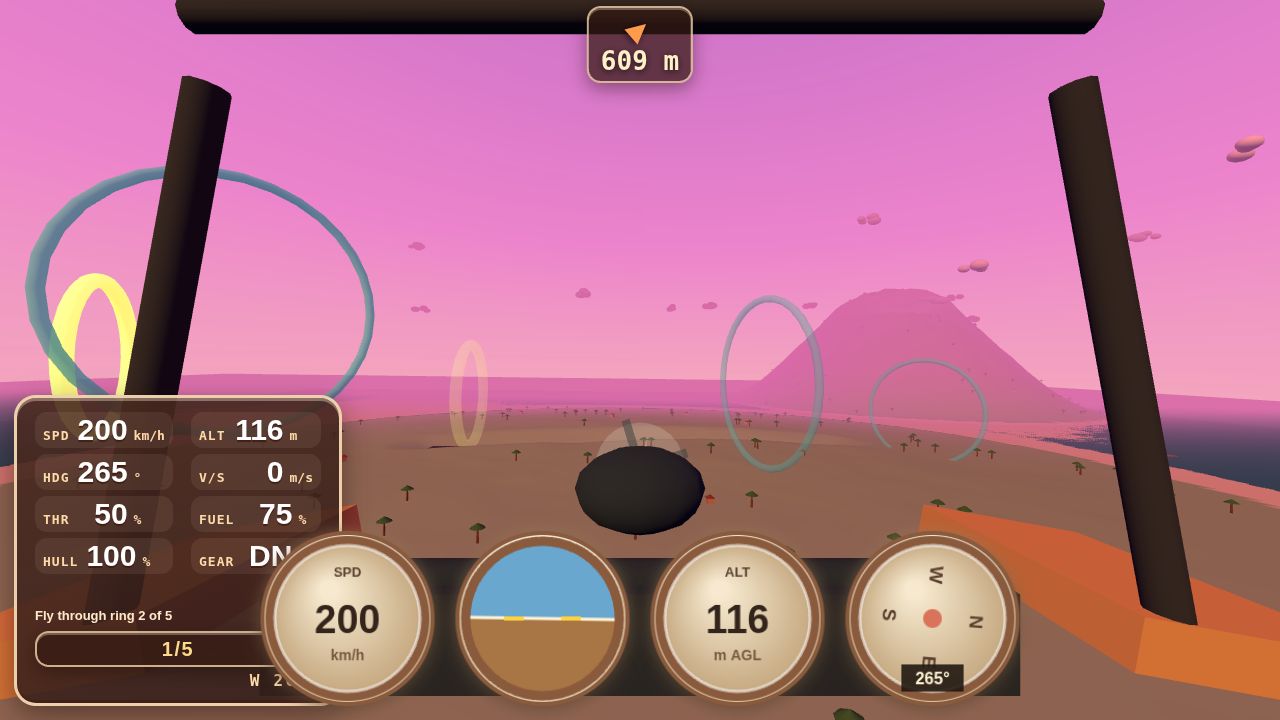 609 m
SPD 200 km/h ALT 116 m
HDG 265 ° V/S 0 m/s
THR 50 % FUEL 75 %
HULL 100 % GEAR DN
Fly through ring 2 of 5
1/5
W
SPD
200
km/h
ALT
116
m AGL
W
S
N
E
265°